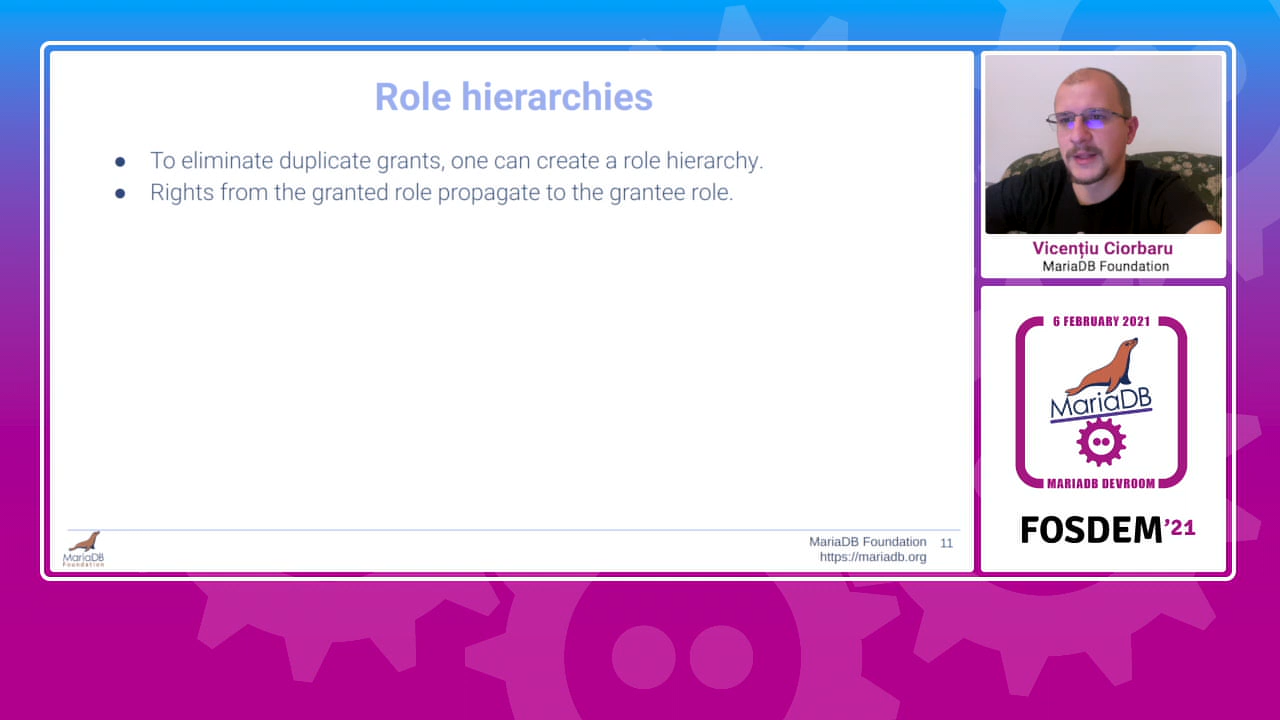 Role hierarchies
● To eliminate duplicate grants, one can create a role hierarchy.
● Rights from the granted role propagate to the grantee role.
MariaDB
Foundation
MariaDB Foundation 11
https://mariadb.org
Vicențiu Ciorbaru
MariaDB Foundation
6 FEBRUARY 2021
MariaDB
MARIADB DEVROOM
FOSDEM'21